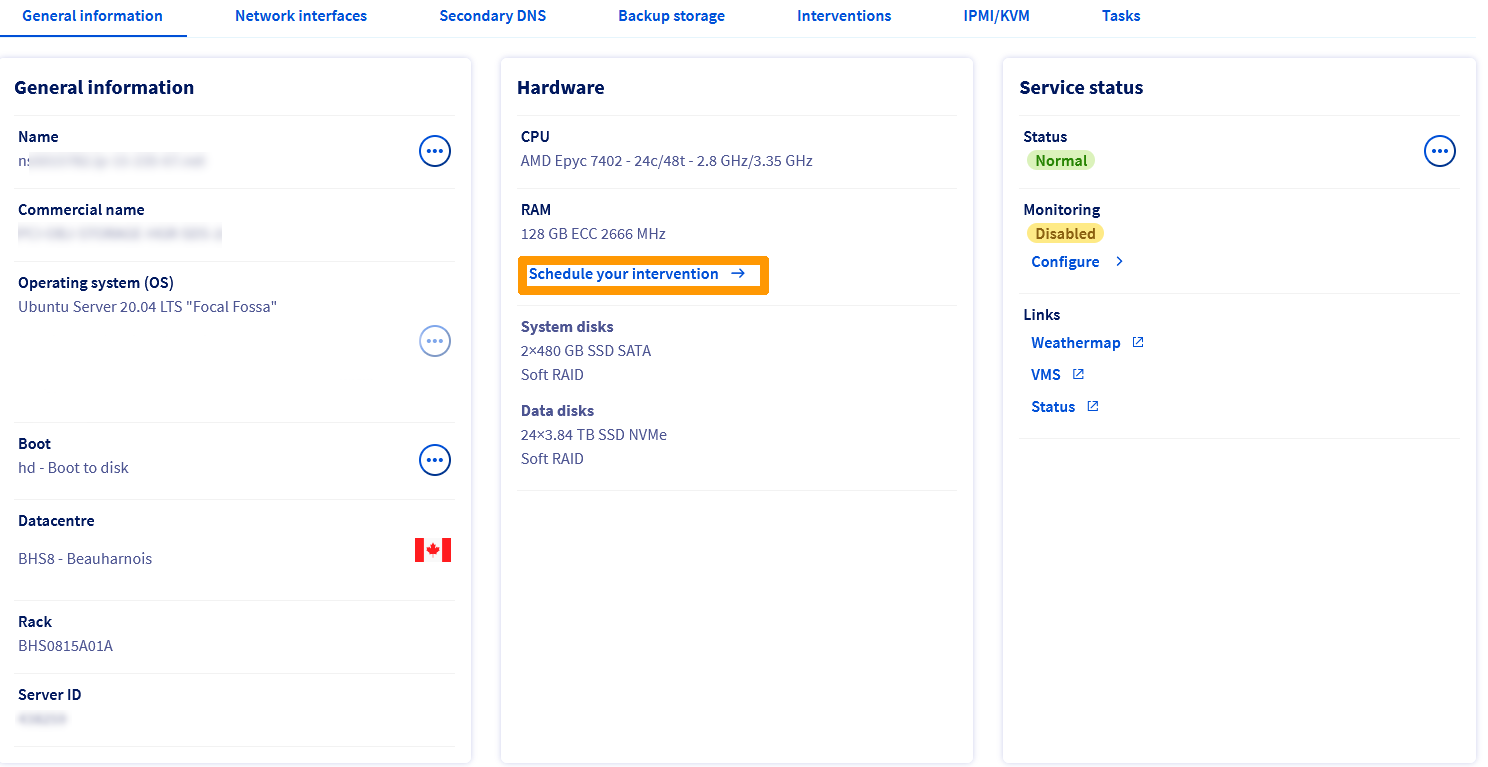 General information Network interfaces Secondary DNS Backup storage Interventions IPMI/KVM Tasks
General information
Name
Commercial name
Operating system (OS)
Ubuntu Server 20.04 LTS "Focal Fossa"
Boot
hd - Boot to disk
Datacentre
BHS8 - Beauharnois
Rack
BHS0815A01A
Server ID
Hardware
CPU
AMD Epyc 7402 - 24c/48t - 2.8 GHz/3.35 GHz
RAM
128 GB ECC 2666 MHz
Schedule your intervention →
System disks
2×480 GB SSD SATA
Soft RAID
Data disks
24×3.84 TB SSD NVMe
Soft RAID
Service status
Status
Normal
Monitoring
Disabled
Configure
Links
Weathermap
VMS
Status